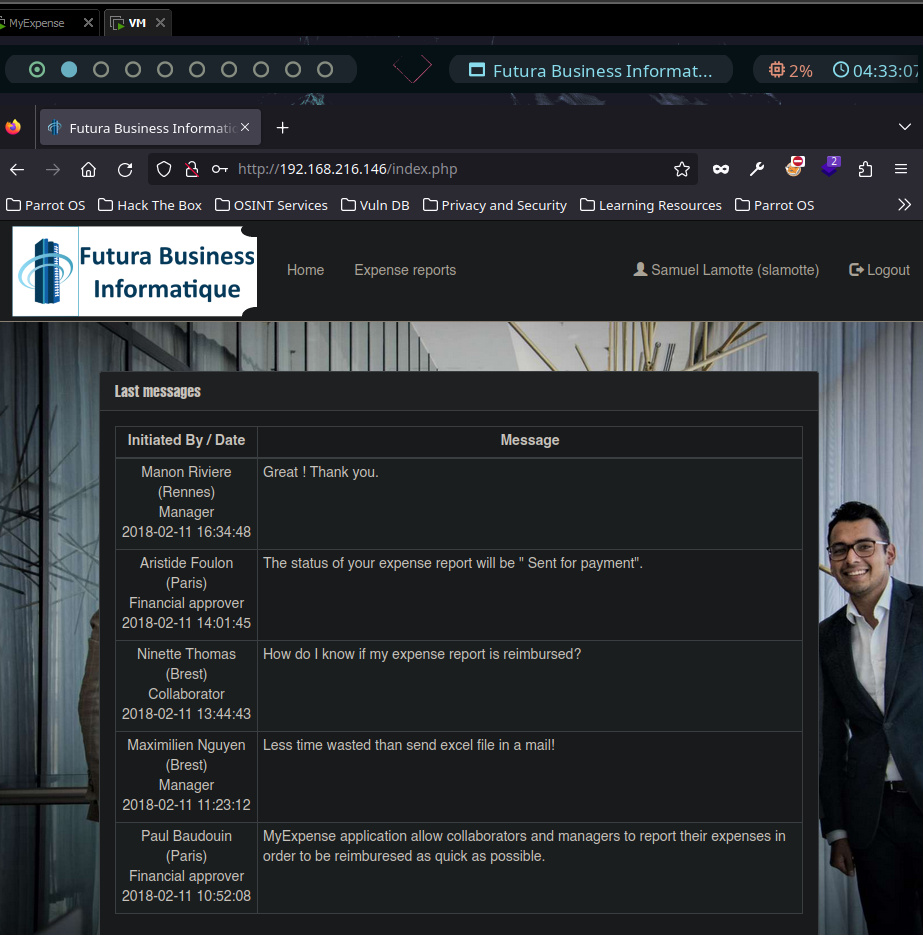 MyExpense
VM
Futura Business Informat...
2%
04:33:07
Futura Business Informatic
http://192.168.216.146/index.php
2
Parrot OS
Hack The Box
OSINT Services
Vuln DB
Privacy and Security
Learning Resources
Parrot OS
Futura Business
Informatique
Home
Expense reports
Samuel Lamotte (slamotte)
Logout
Last messages
Initiated By / Date
Message
Manon Riviere
(Rennes)
Manager
2018-02-11 16:34:48
Great ! Thank you.
Aristide Foulon
(Paris)
Financial approver
2018-02-11 14:01:45
The status of your expense report will be " Sent for payment".
Ninette Thomas
(Brest)
Collaborator
2018-02-11 13:44:43
How do I know if my expense report is reimbursed?
Maximilien Nguyen
(Brest)
Manager
2018-02-11 11:23:12
Less time wasted than send excel file in a mail!
Paul Baudouin
(Paris)
Financial approver
2018-02-11 10:52:08
MyExpense application allow collaborators and managers to report their expenses in
order to be reimburesed as quick as possible.